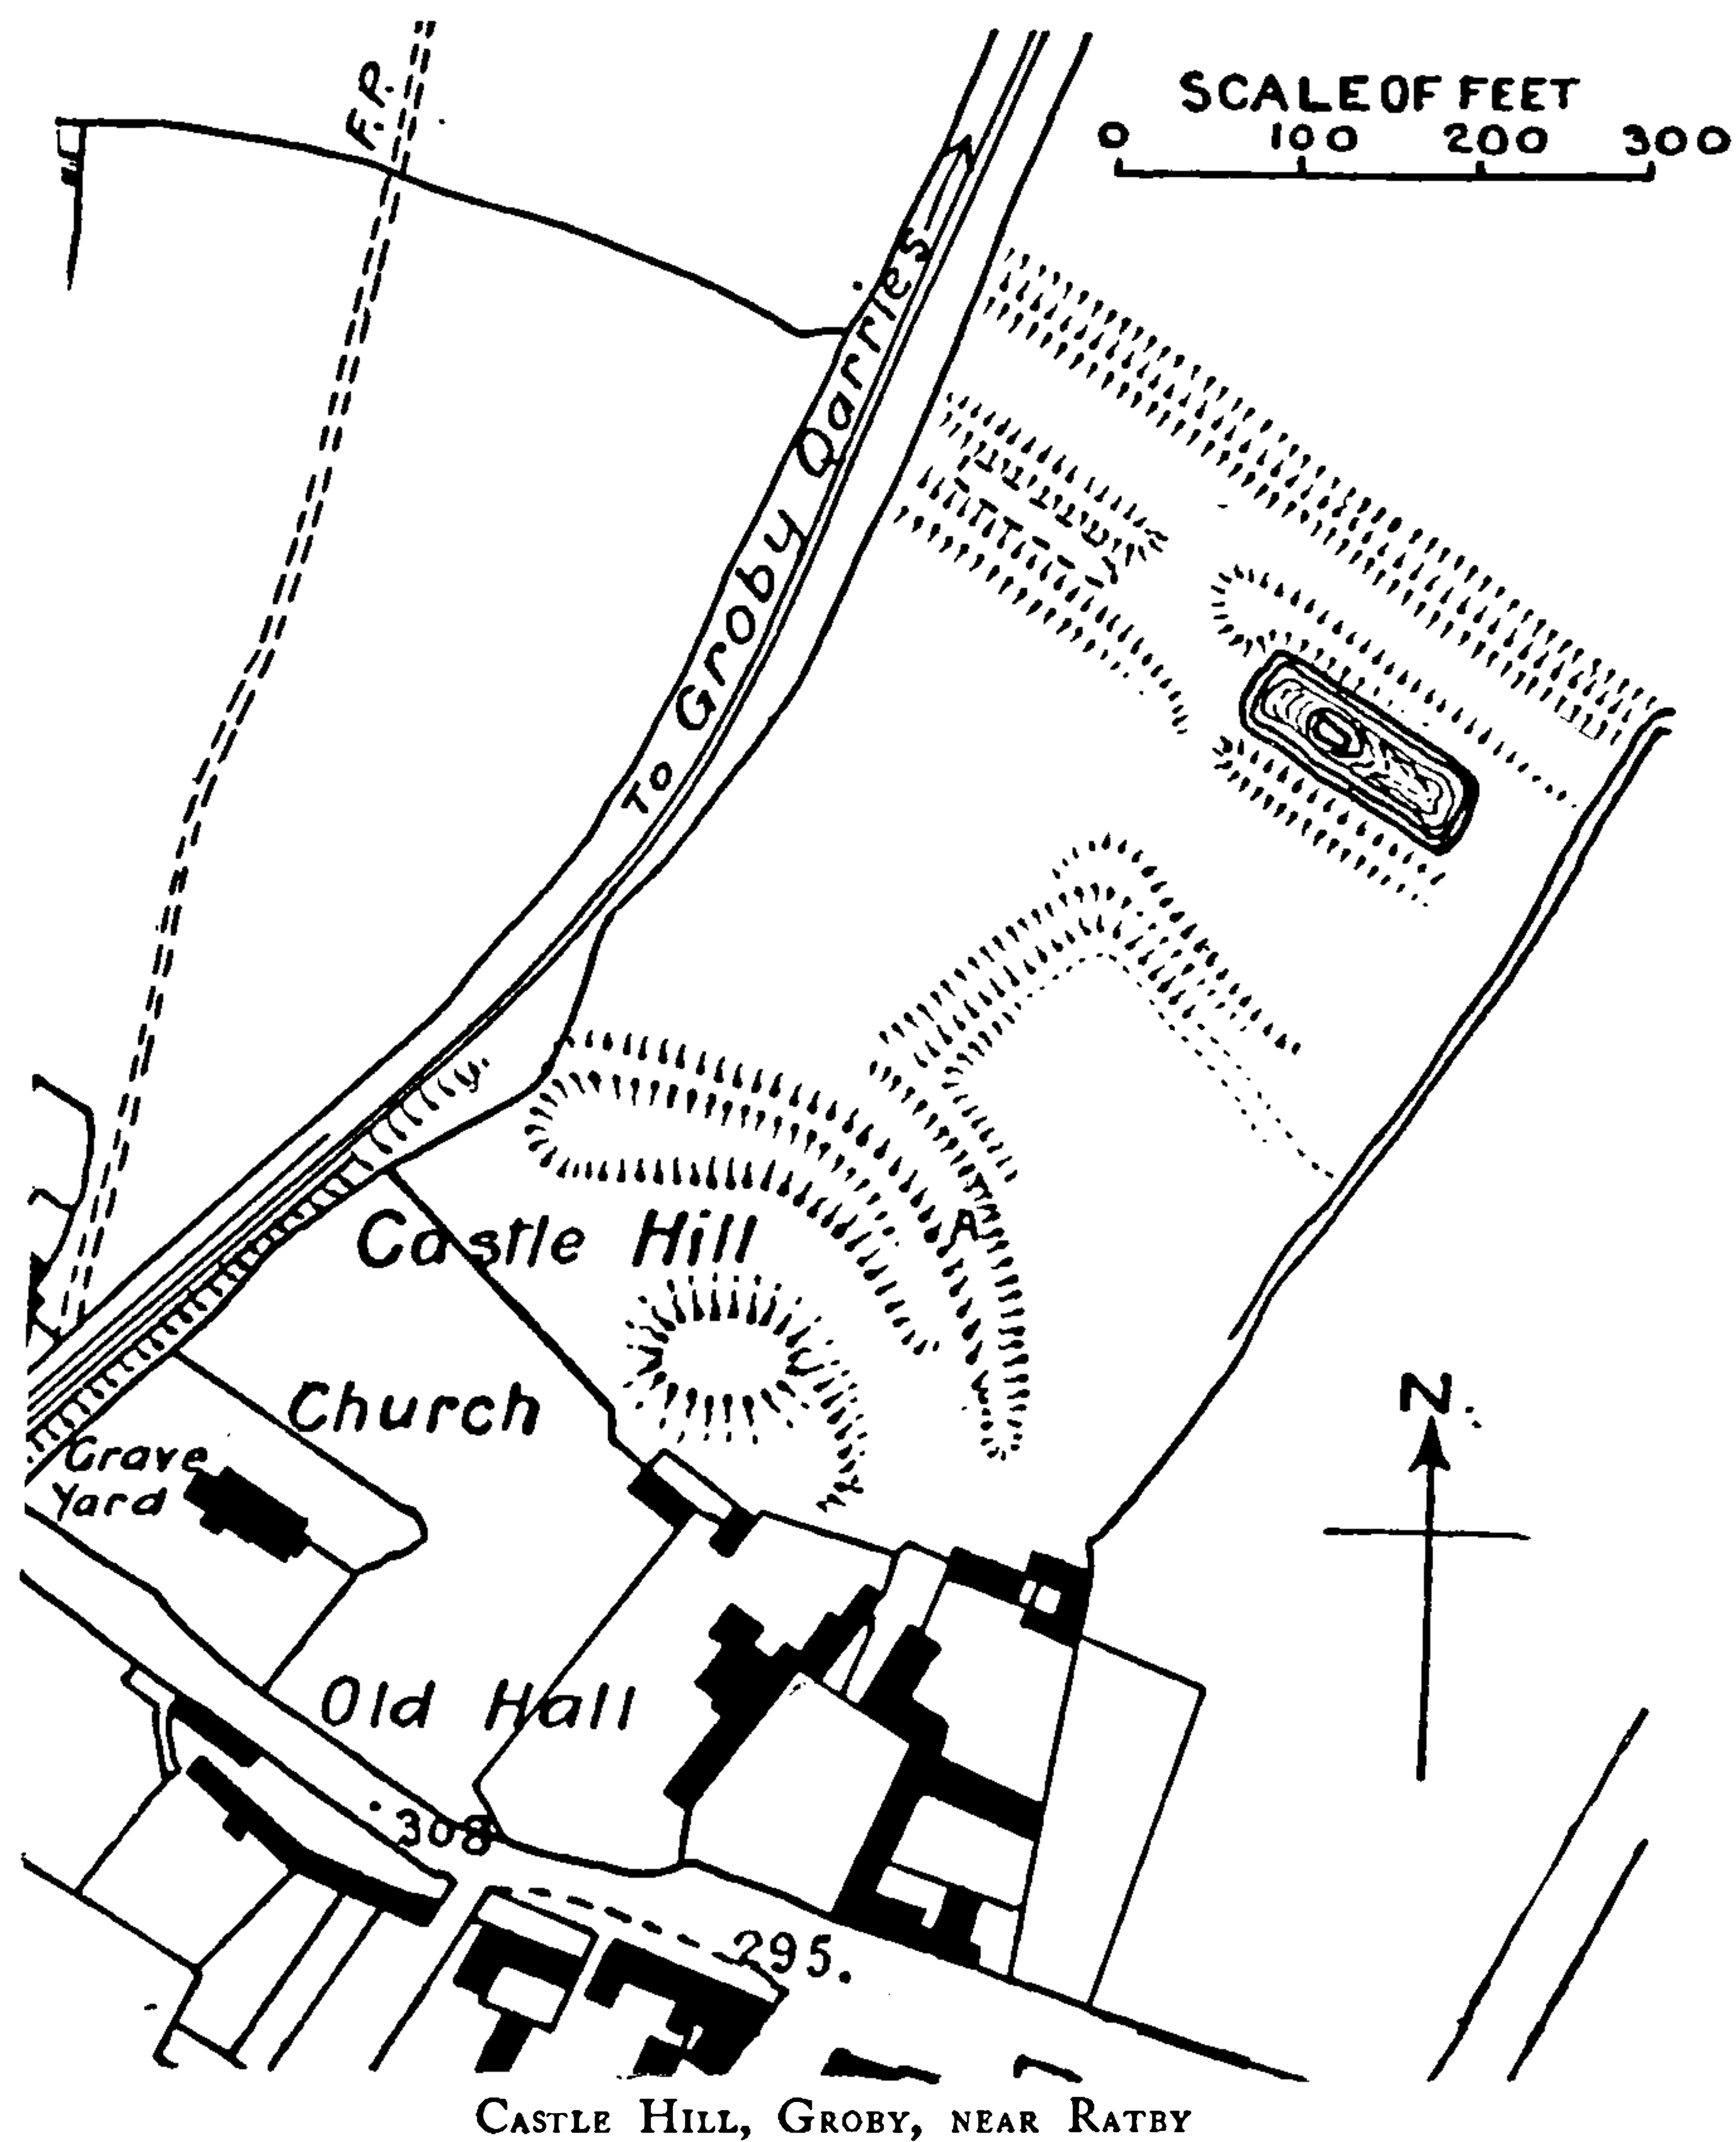 F.P.
SCALE OF FEET
0 100 200 300
To Groby Qarries
Castle Hill
A
Church
Grave
Yard
N.
Old Hall
.308
295.
CASTLE HILL, GROBY, NEAR RATBY